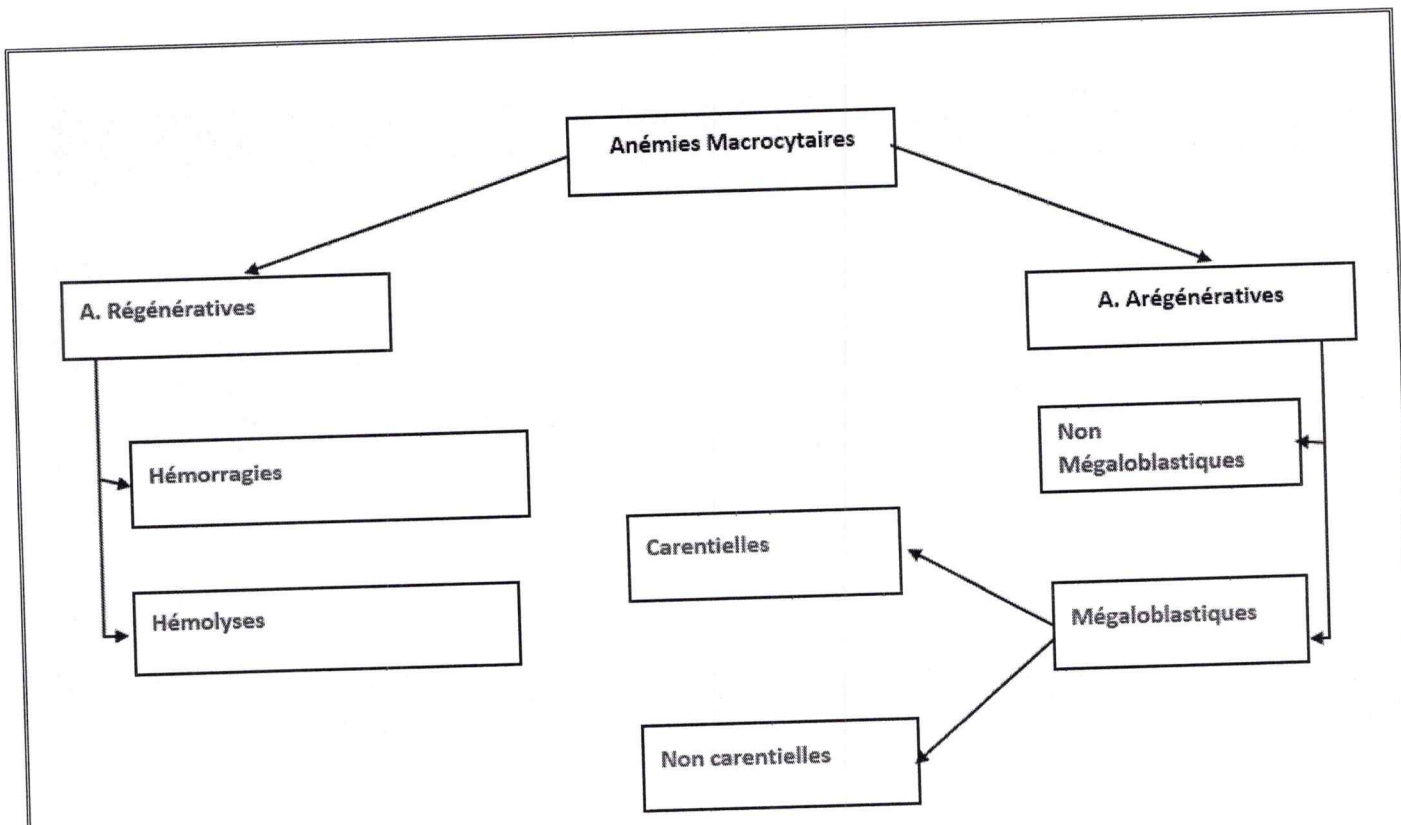 Anémies Macrocytaires
A. Régénératives
A. Arégénératives
Hémorragies
Non
Mégaloblastiques
Carentielles
Hémolyses
Mégaloblastiques
Non carentielles